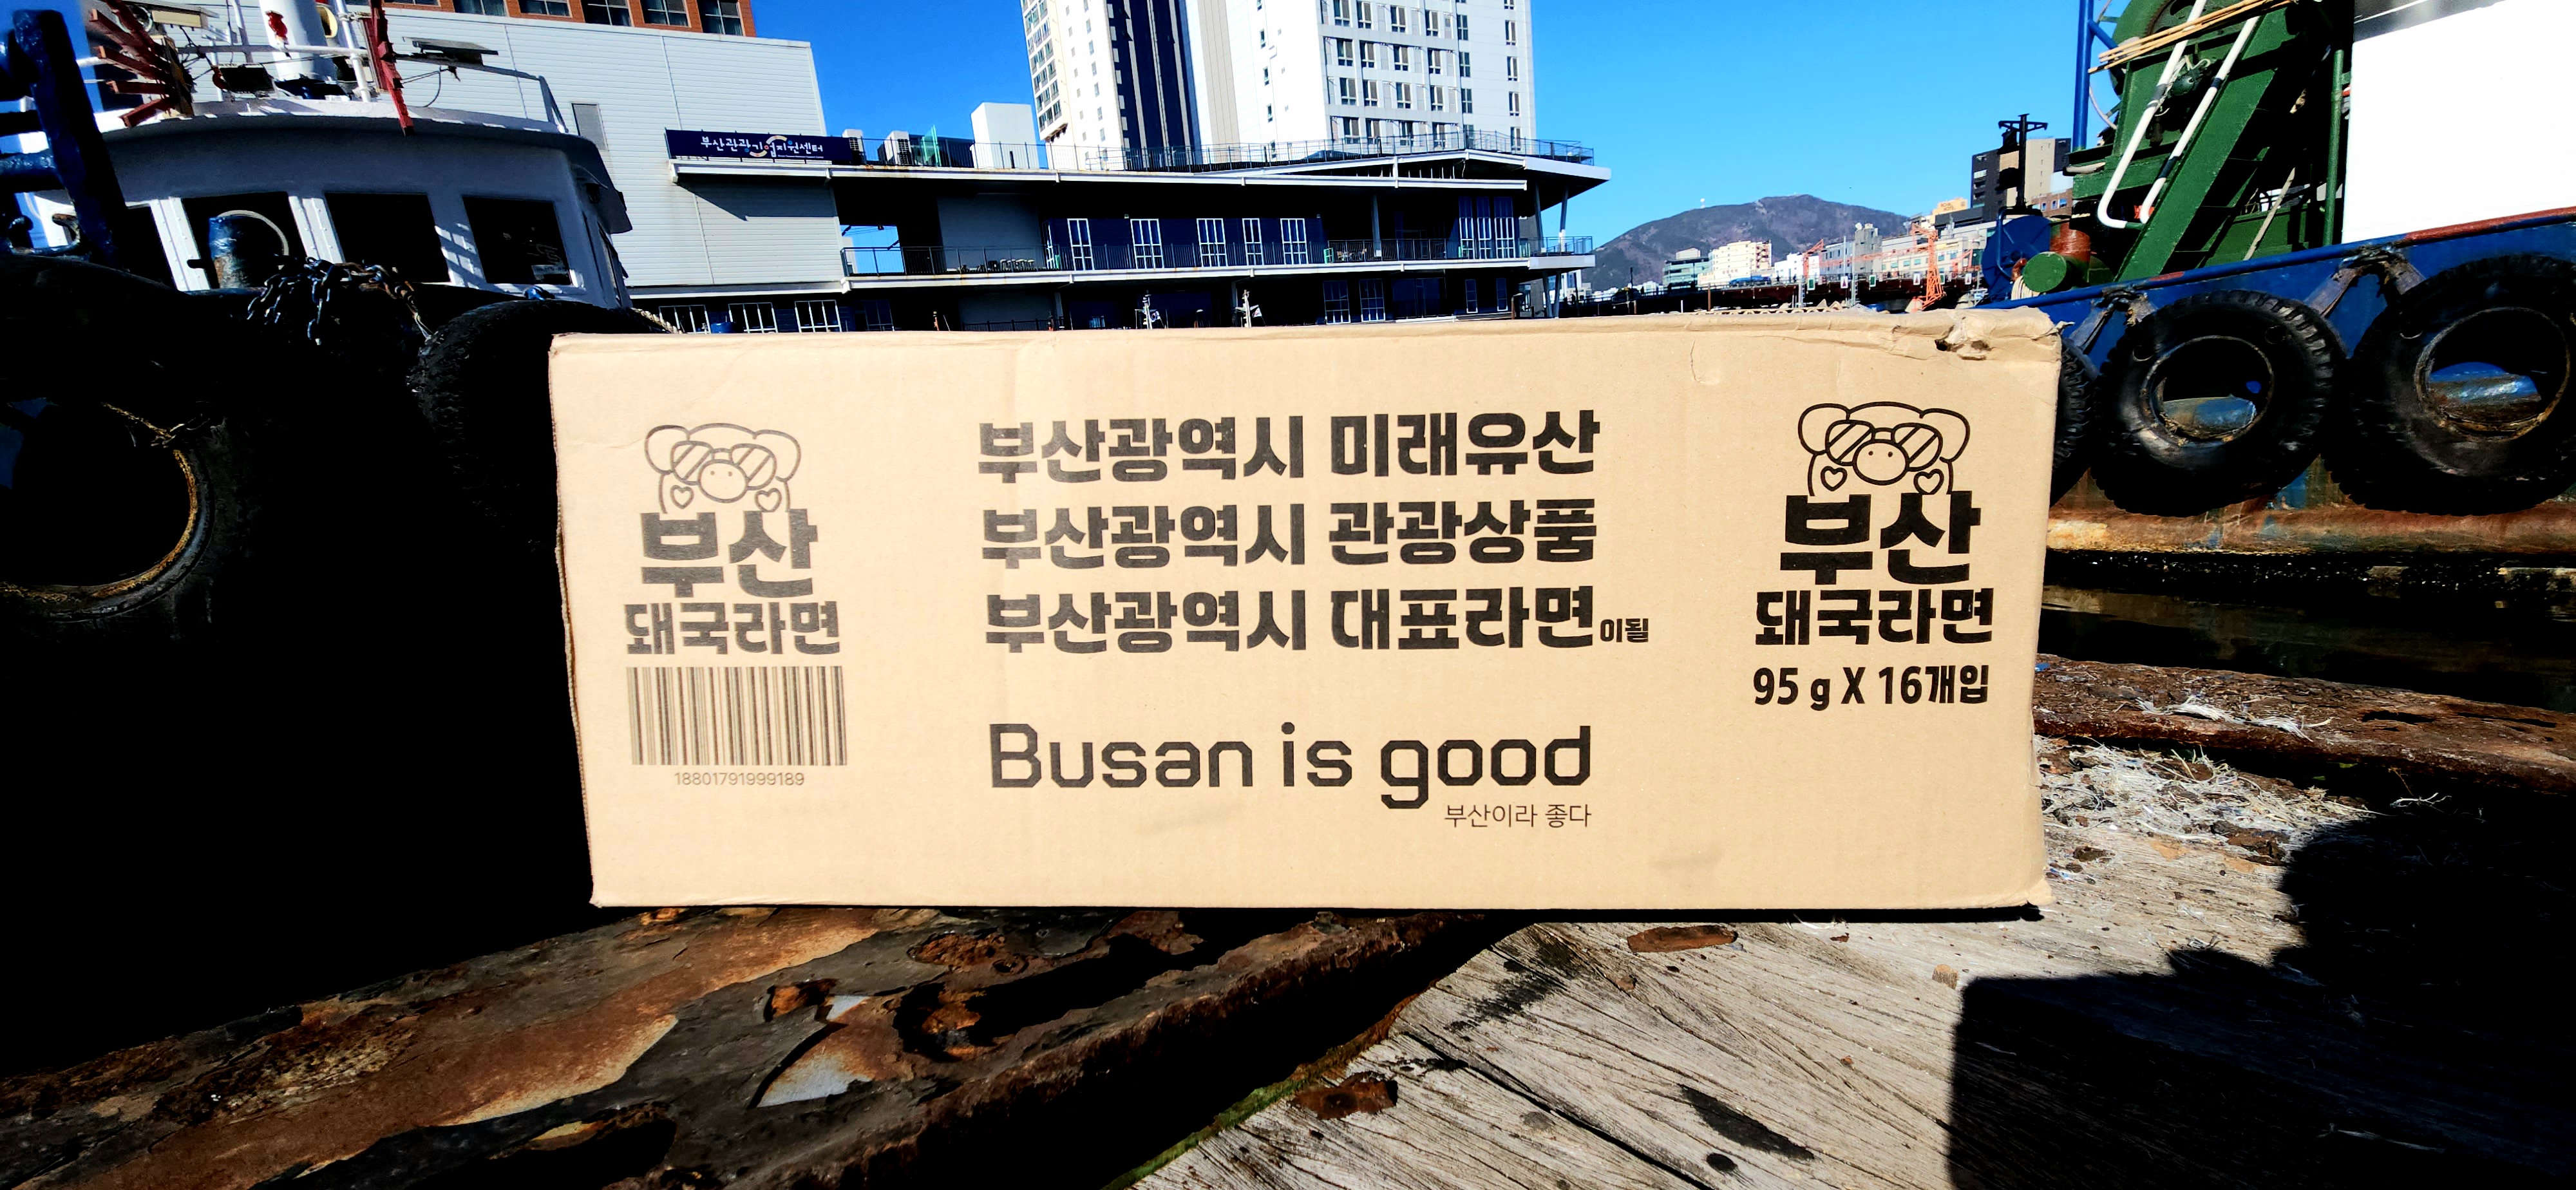 부산관광기업지원센터
부산
돼국라면
18801791999189
부산광역시 미래유산
부산광역시 관광상품
부산광역시 대표라면이될
Busan is good
부산이라 좋다
부산
돼국라면
95 g X 16개입